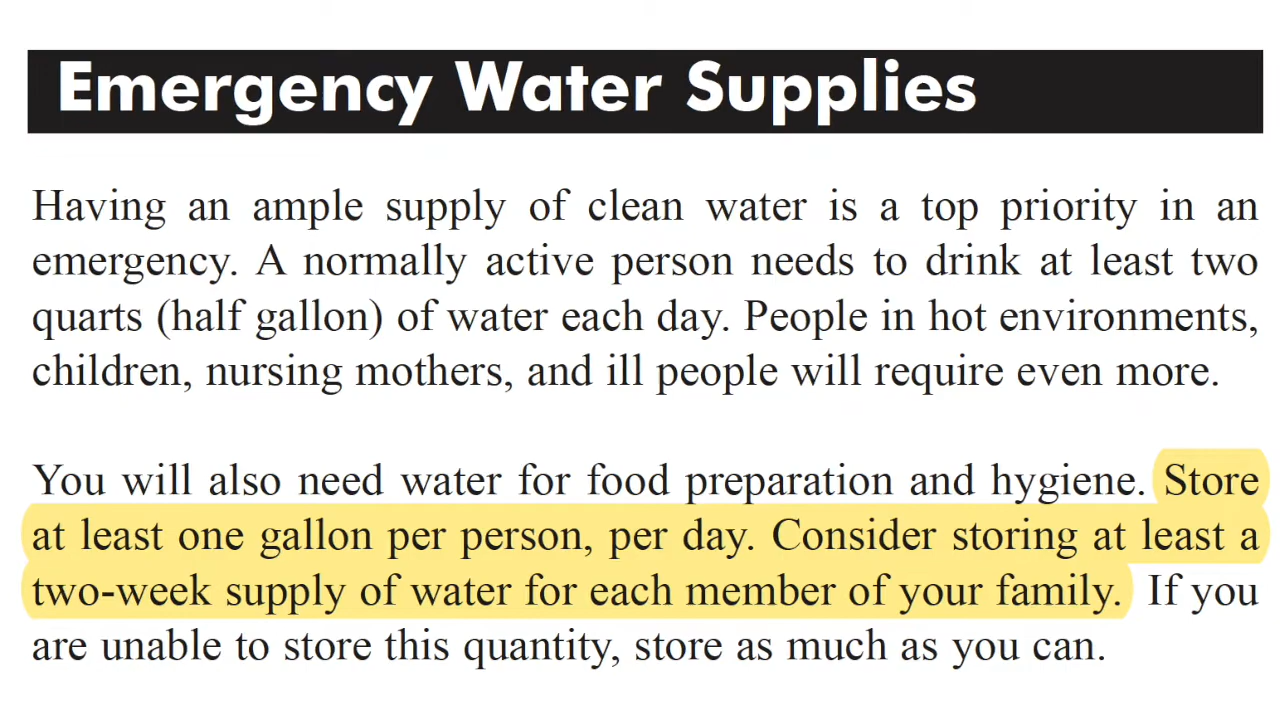 Emergency Water Supplies
Having an ample supply of clean water is a top priority in an
emergency. A normally active person needs to drink at least two
quarts (half gallon) of water each day. People in hot environments,
children, nursing mothers, and ill people will require even more.
You will also need water for food preparation and hygiene. Store
at least one gallon per person, per day. Consider storing at least a
two-week supply of water for each member of your family. If you
are unable to store this quantity, store as much as you can.